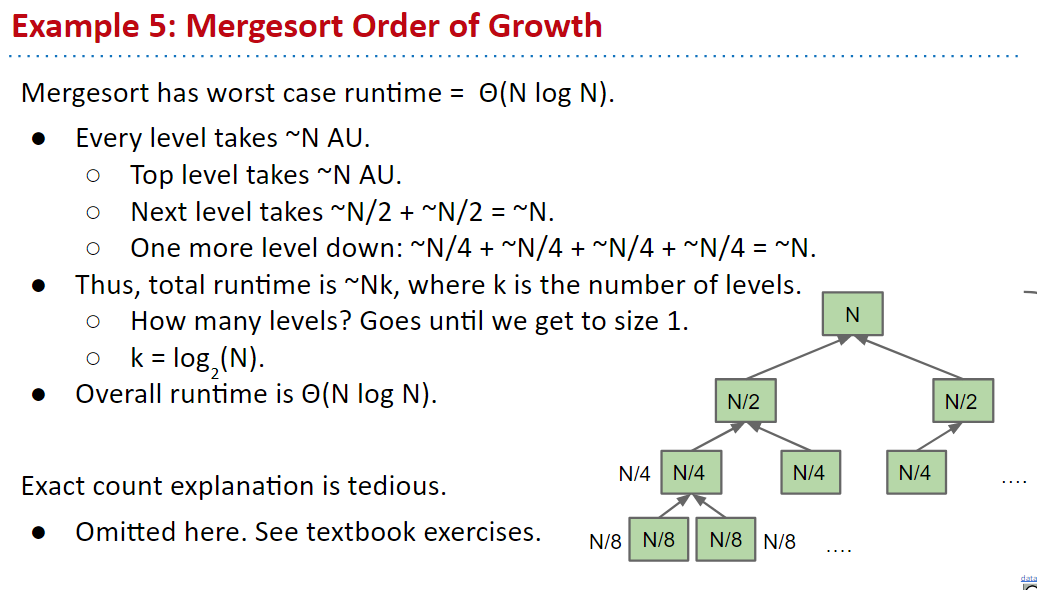 Example 5: Mergesort Order of Growth
Mergesort has worst case runtime = Θ(N log N).
● Every level takes ~N AU.
○ Top level takes ~N AU.
○ Next level takes ~N/2 + ~N/2 = ~N.
○ One more level down: ~N/4 + ~N/4 + ~N/4 + ~N/4 = ~N.
● Thus, total runtime is ~Nk, where k is the number of levels.
○ How many levels? Goes until we get to size 1.
○ k = log₂(N).
● Overall runtime is Θ(N log N).
Exact count explanation is tedious.
● Omitted here. See textbook exercises.
N
N/2 N/2
N/4 N/4 N/4 N/4 ....
N/8 N/8 N/8 N/8 ....
data